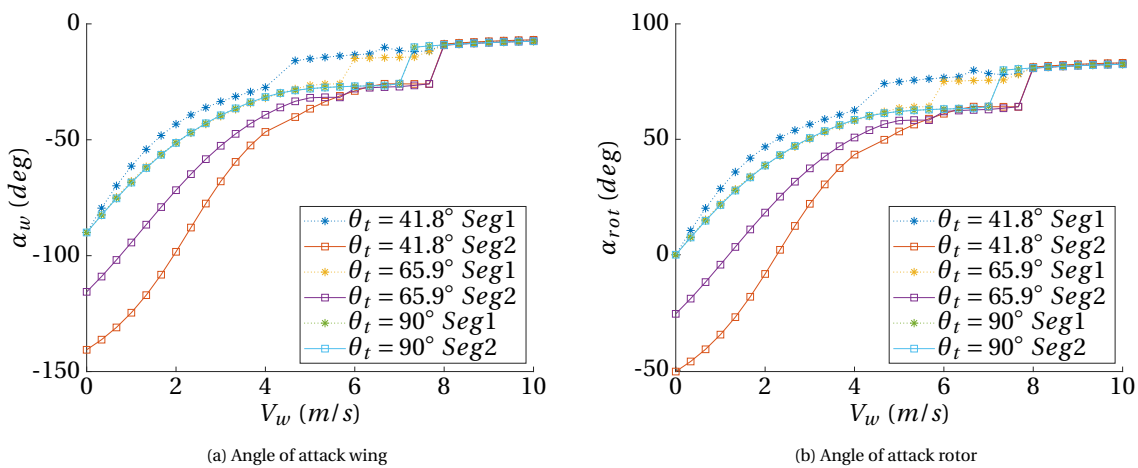 0
-50
-100
-150
α_w (deg)
0 2 4 6 8 10
V_w (m/s)
θ_t = 41.8° Seg1
θ_t = 41.8° Seg2
θ_t = 65.9° Seg1
θ_t = 65.9° Seg2
θ_t = 90° Seg1
θ_t = 90° Seg2
(a) Angle of attack wing
100
50
0
-50
α_rot (deg)
0 2 4 6 8 10
V_w (m/s)
θ_t = 41.8° Seg1
θ_t = 41.8° Seg2
θ_t = 65.9° Seg1
θ_t = 65.9° Seg2
θ_t = 90° Seg1
θ_t = 90° Seg2
(b) Angle of attack rotor